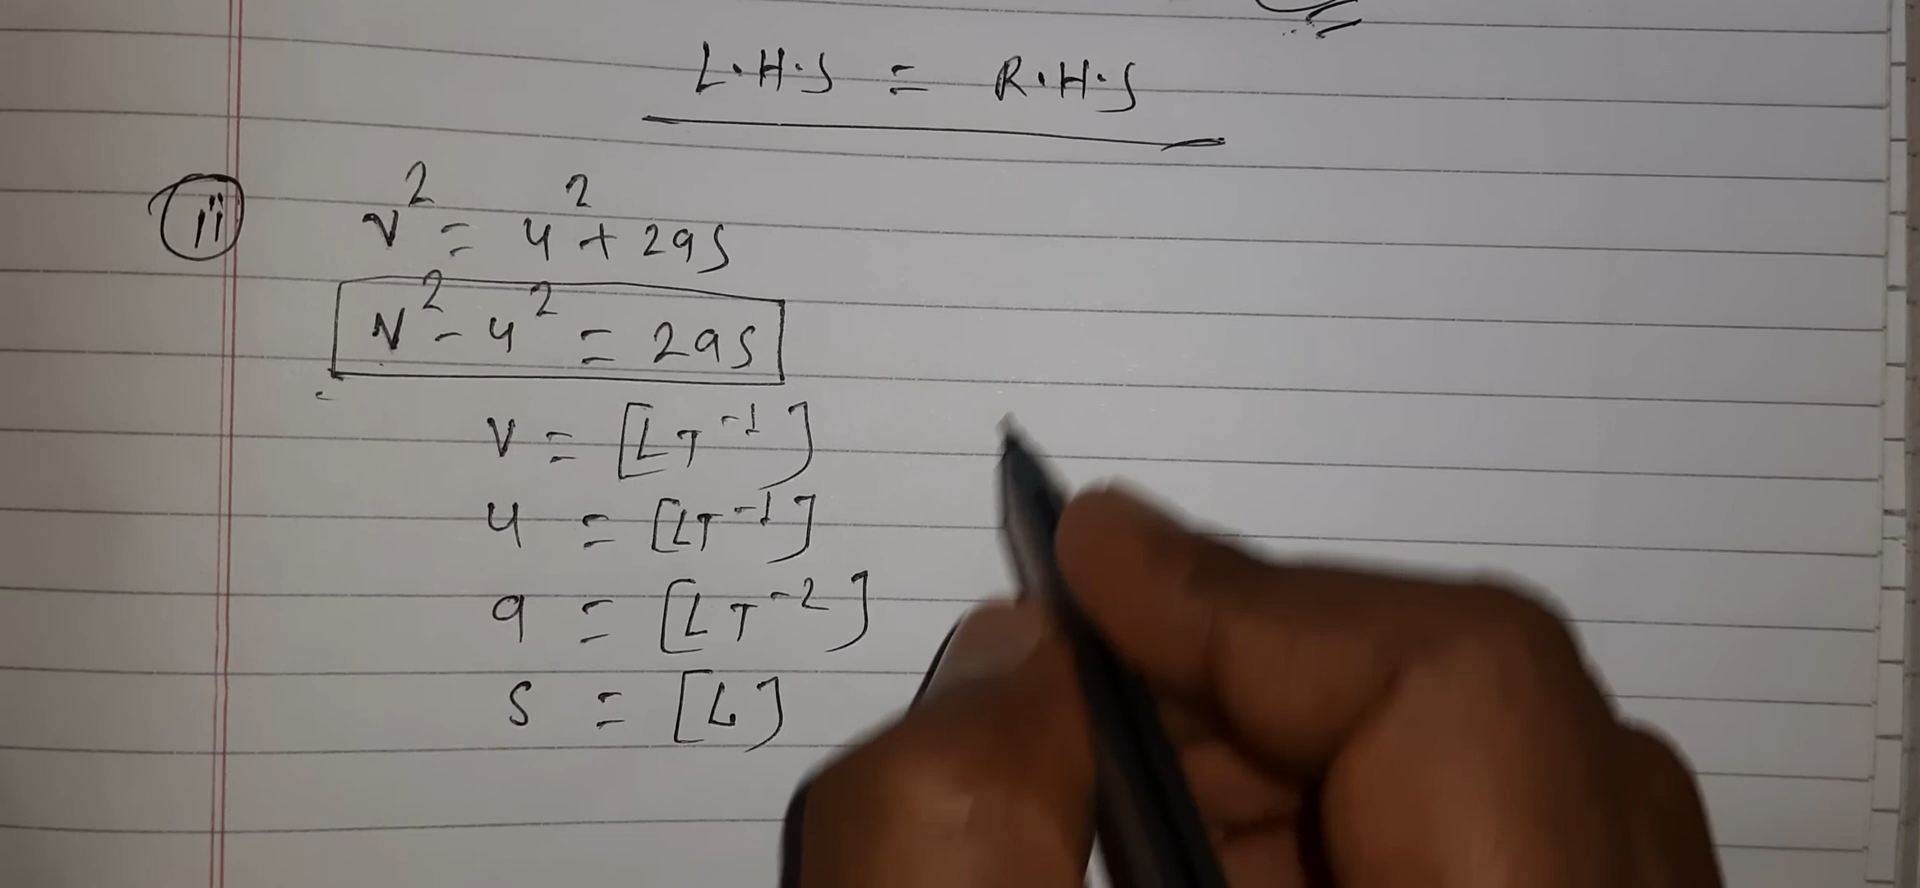 L.H.S = R.H.S
ii v² = u² + 2as
v² - u² = 2as
v = [LT⁻¹]
u = [LT⁻¹]
a = [LT⁻²]
s = [L]